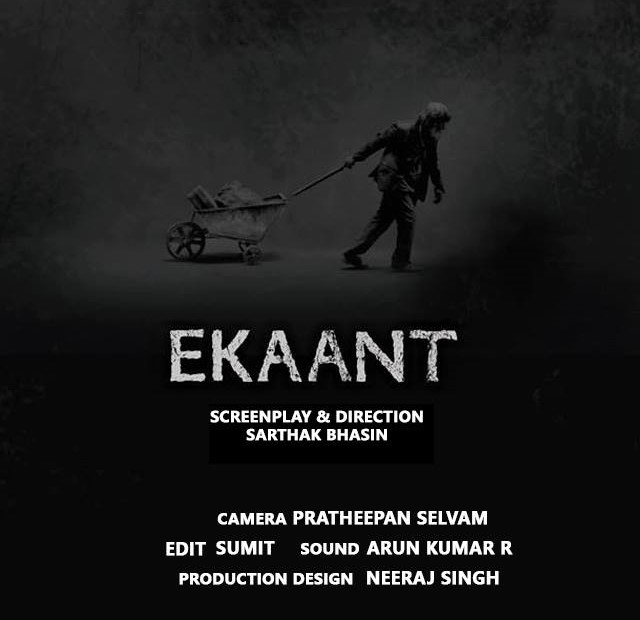 EKAANT
SCREENPLAY & DIRECTION
SARTHAK BHASIN
CAMERA PRATHEEPAN SELVAM
EDIT SUMIT SOUND ARUN KUMAR R
PRODUCTION DESIGN NEERAJ SINGH